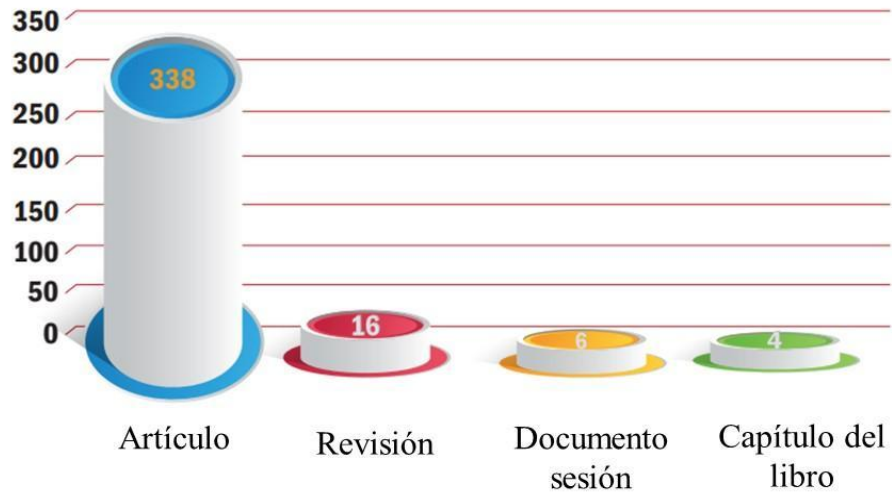 350
300
250
200
150
100
50
0
338
16
6
4
Artículo
Revisión
Documento
sesión
Capítulo del
libro